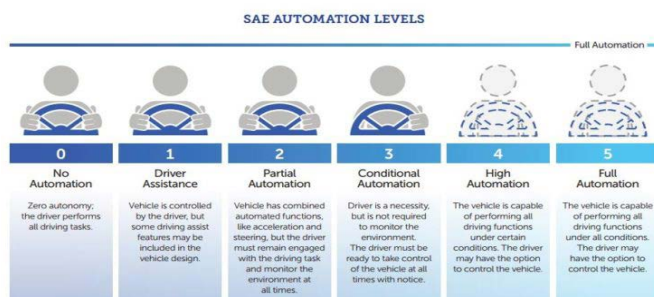 SAE AUTOMATION LEVELS
Full Automation
0
No
Automation
Zero autonomy;
the driver performs
all driving tasks.
1
Driver
Assistance
Vehicle is controlled
by the driver, but
some driving assist
features may be
included in the
vehicle design.
2
Partial
Automation
Vehicle has combined
automated functions,
like acceleration and
steering, but the driver
must remain engaged
with the driving task
and monitor the
environment at
all times.
3
Conditional
Automation
Driver is a necessity,
but is not required
to monitor the
environment.
The driver must be
ready to take control
of the vehicle at all
times with notice.
4
High
Automation
The vehicle is capable
of performing all
driving functions
under certain
conditions. The driver
may have the option
to control the vehicle.
5
Full
Automation
The vehicle is capable
of performing all
driving functions
under all conditions.
The driver may
have the option to
control the vehicle.